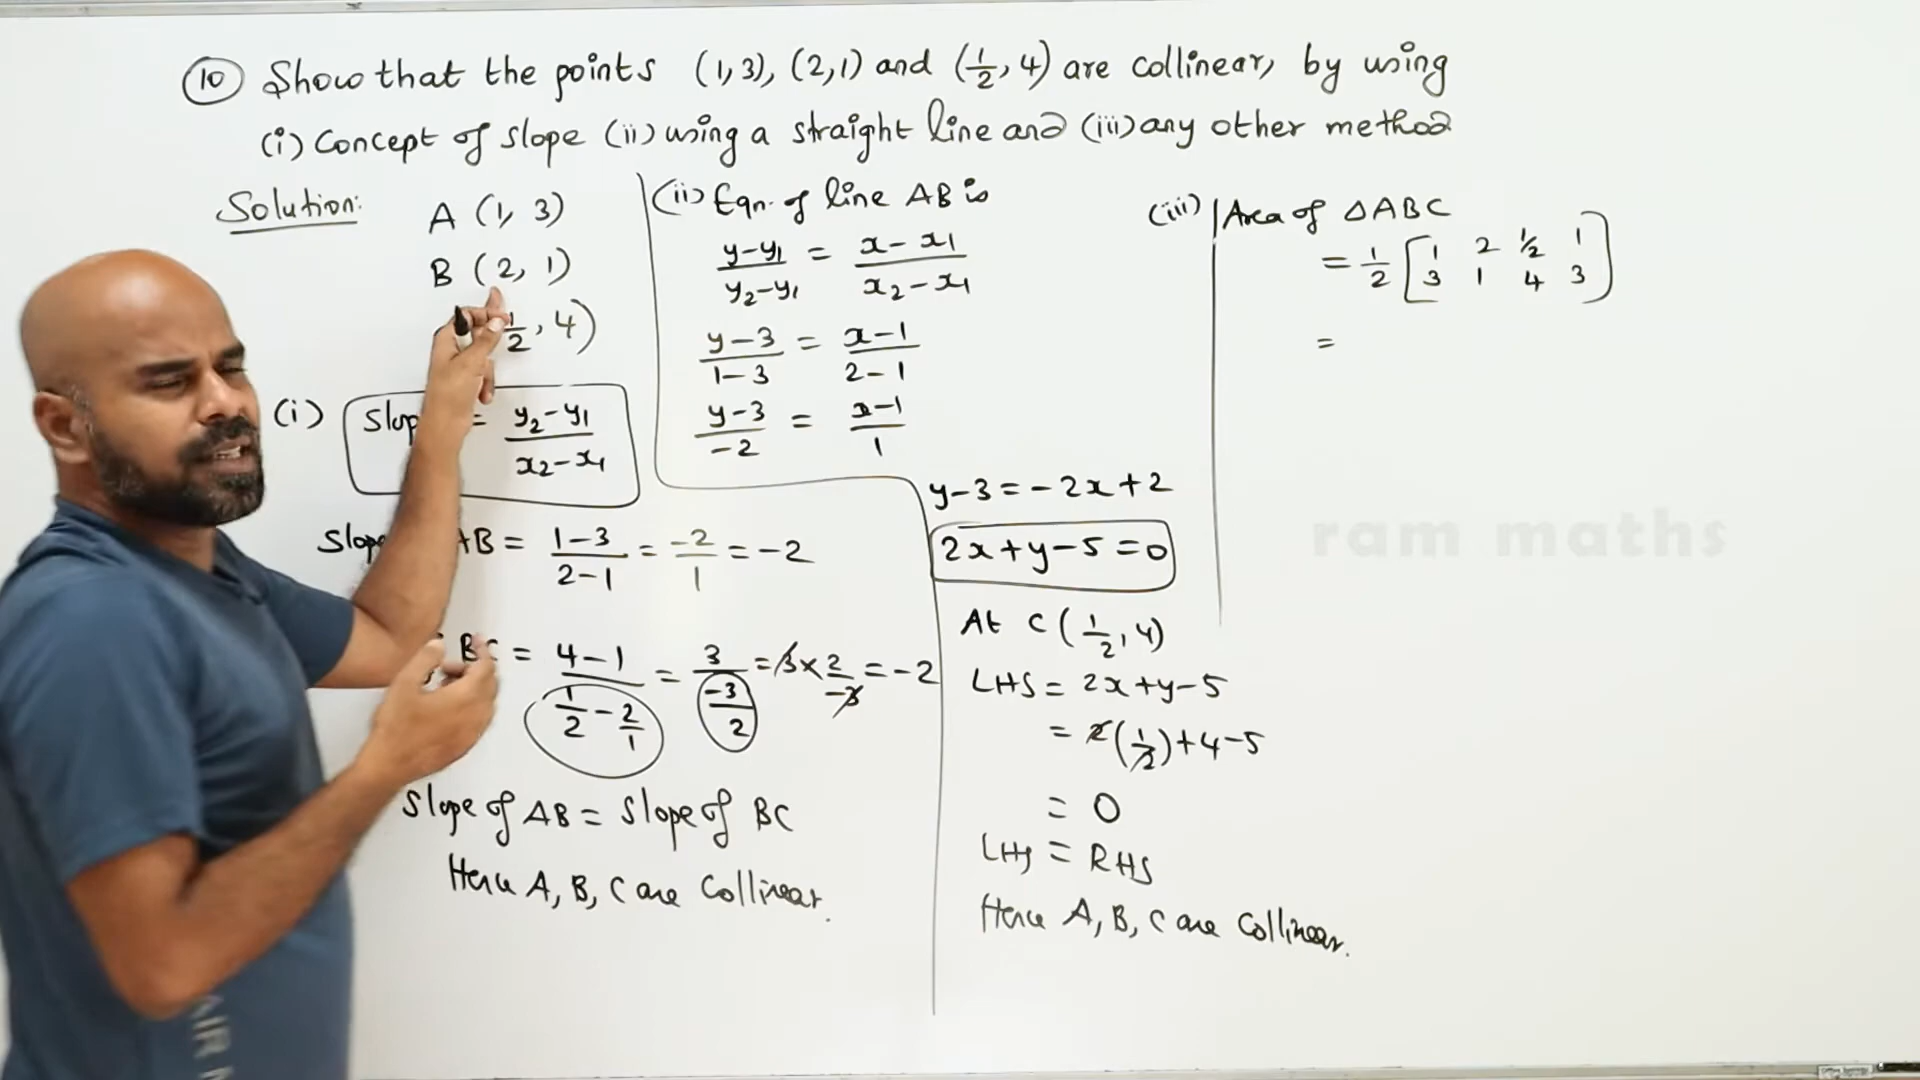 10 Show that the points (1,3), (2,1) and (1/2, 4) are collinear, by using
(i) Concept of slope (ii) using a straight line and (iii) any other method
Solution:
A (1, 3)
B (2, 1)
1/2, 4)
(i) Slop = (y₂-y₁)/(x₂-x₁)
Slope AB = (1-3)/(2-1) = -2/1 = -2
BC = (4-1)/(1/2 - 2/1) = 3/(-3/2) = 3 × 2/-3 = -2
Slope of AB = Slope of BC
Hence A, B, C are Collinear.
(ii) Eqn. of line AB is
(y-y₁)/(y₂-y₁) = (x-x₁)/(x₂-x₁)
(y-3)/(1-3) = (x-1)/(2-1)
(y-3)/-2 = (x-1)/1
y-3 = -2x+2
2x+y-5 = 0
At C (1/2, 4)
LHS = 2x+y-5
= 2(1/2)+4-5
= 0
LHS = RHS
Hence A, B, C are Collinear.
(iii) Area of △ABC
= 1/2 [1 2 1/2 1
3 1 4 3]
=
ram maths